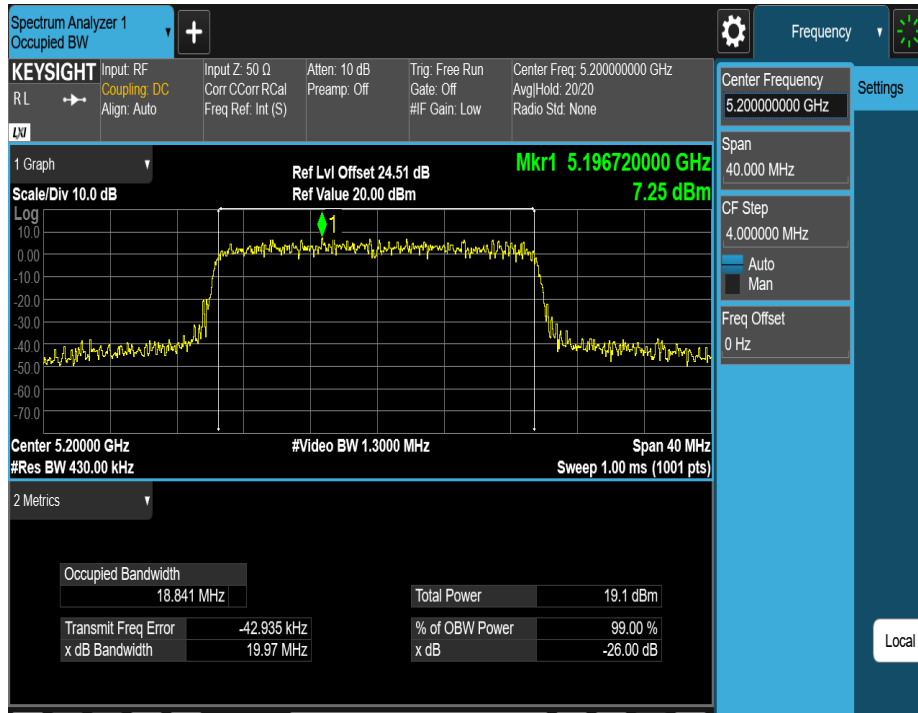 Spectrum Analyzer 1
Occupied BW
+
Frequency
KEYSIGHT
R L
LXI
Input: RF
Coupling: DC
Align: Auto
Input Z: 50 Ω
Corr CCorr RCal
Freq Ref: Int (S)
Atten: 10 dB
Preamp: Off
Trig: Free Run
Gate: Off
#IF Gain: Low
Center Freq: 5.200000000 GHz
Avg|Hold: 20/20
Radio Std: None
Center Frequency
5.200000000 GHz
Settings
Span
40.000 MHz
CF Step
4.000000 MHz
Auto
Man
Freq Offset
0 Hz
Local
1 Graph
Scale/Div 10.0 dB
Ref Lvl Offset 24.51 dB
Ref Value 20.00 dBm
Mkr1 5.196720000 GHz
7.25 dBm
Log
10.0
0.00
-10.0
-20.0
-30.0
-40.0
-50.0
-60.0
-70.0
1
Center 5.20000 GHz
#Res BW 430.00 kHz
#Video BW 1.3000 MHz
Span 40 MHz
Sweep 1.00 ms (1001 pts)
2 Metrics
Occupied Bandwidth
18.841 MHz
Transmit Freq Error -42.935 kHz
x dB Bandwidth 19.97 MHz
Total Power 19.1 dBm
% of OBW Power 99.00 %
x dB -26.00 dB